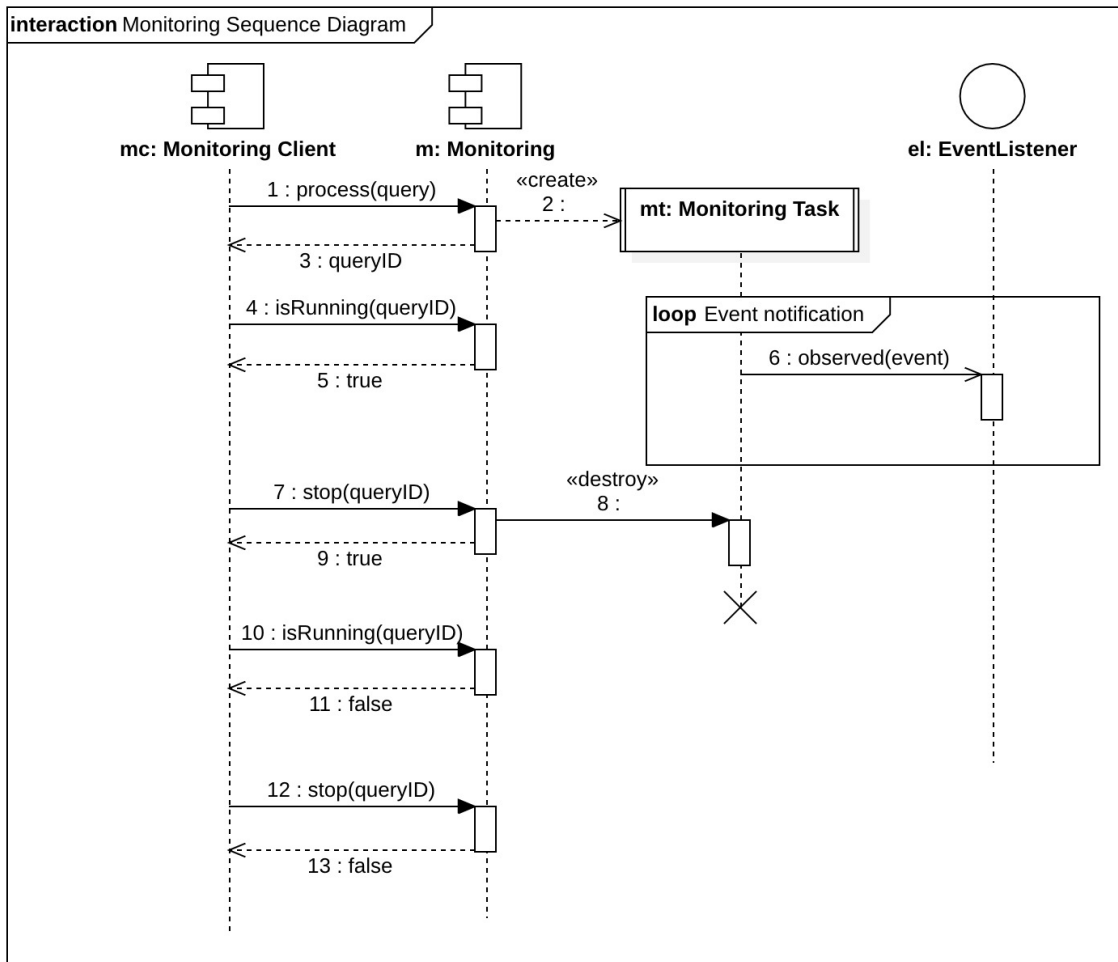 interaction Monitoring Sequence Diagram
mc: Monitoring Client
m: Monitoring
el: EventListener
1 : process(query)
«create»
2 :
mt: Monitoring Task
3 : queryID
4 : isRunning(queryID)
loop Event notification
5 : true
6 : observed(event)
7 : stop(queryID)
«destroy»
8 :
9 : true
10 : isRunning(queryID)
11 : false
12 : stop(queryID)
13 : false